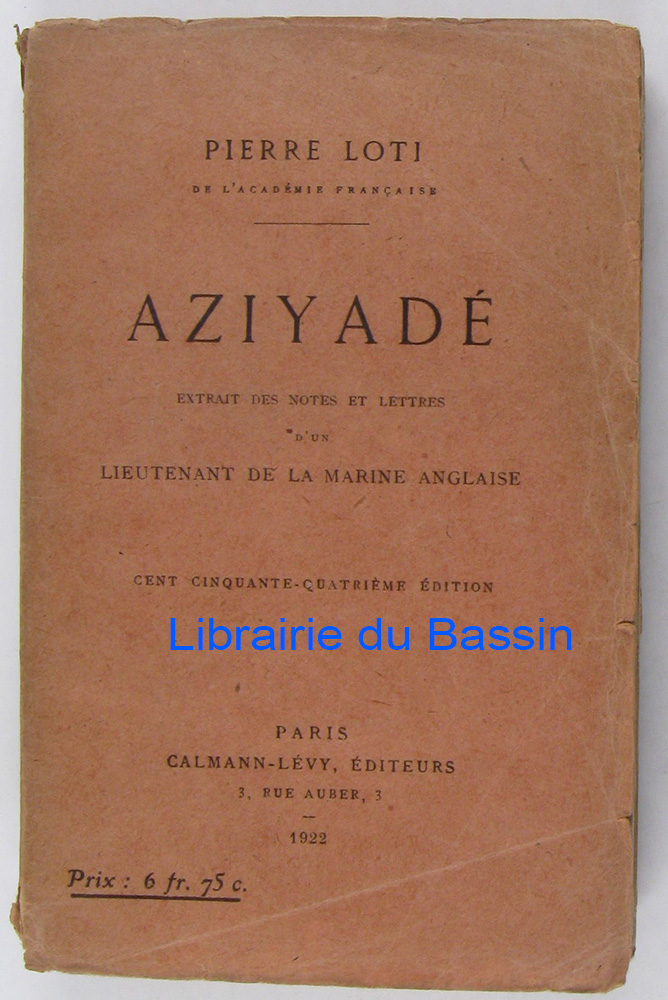 PIERRE LOTI
DE L'ACADÉMIE FRANÇAISE
AZIYADÉ
EXTRAIT DES NOTES ET LETTRES
D'UN
LIEUTENANT DE LA MARINE ANGLAISE
CENT CINQUANTE-QUATRIÈME ÉDITION
Librairie du Bassin
PARIS
CALMANN-LÉVY, ÉDITEURS
3, RUE AUBER, 3
1922
Prix : 6 fr. 75 c.